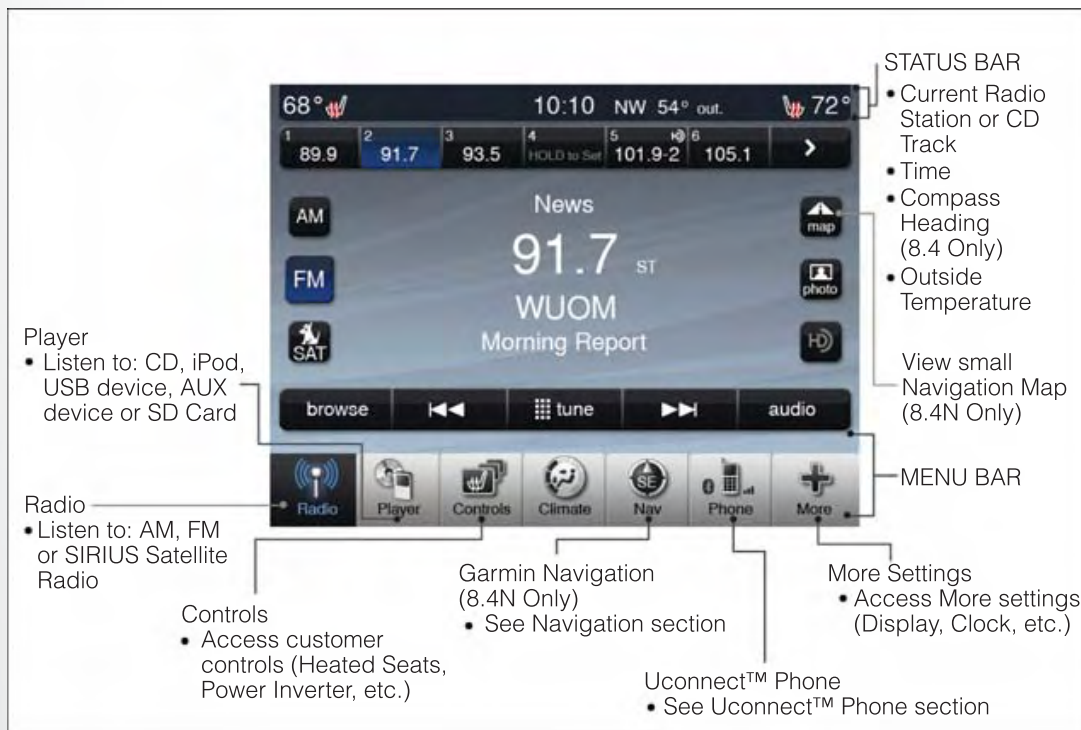 STATUS BAR
• Current Radio
Station or CD
Track
• Time
• Compass
Heading
(8.4 Only)
• Outside
Temperature
68° 10:10 NW 54° out. 72°
1 89.9 2 91.7 3 93.5 4 HOLD to Set 5 101.9-2 HD 6 105.1 >
AM
News
map
FM
91.7 ST
photo
SAT
WUOM
HD
Morning Report
browse tune audio
Radio Player Controls Climate SE Nav Phone More
Player
• Listen to: CD, iPod,
USB device, AUX
device or SD Card
View small
Navigation Map
(8.4N Only)
MENU BAR
Radio
• Listen to: AM, FM
or SIRIUS Satellite
Radio
Controls
• Access customer
controls (Heated Seats,
Power Inverter, etc.)
Garmin Navigation
(8.4N Only)
• See Navigation section
Uconnect™ Phone
• See Uconnect™ Phone section
More Settings
• Access More settings
(Display, Clock, etc.)